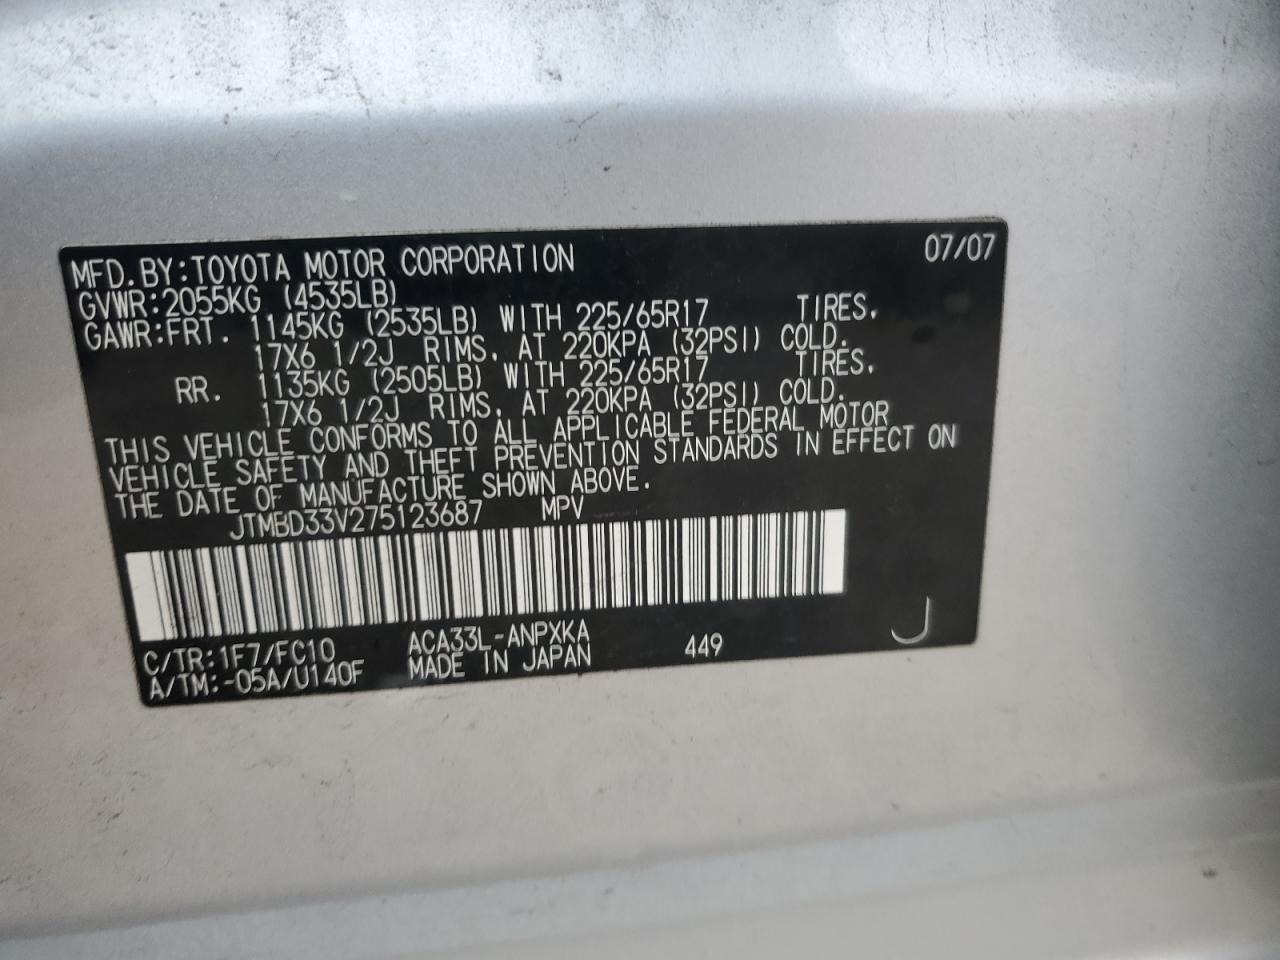 MFD.BY:TOYOTA MOTOR CORPORATION 07/07
GVWR:2055KG (4535LB)
GAWR:FRT. 1145KG (2535LB) WITH 225/65R17 TIRES,
17X6 1/2J RIMS, AT 220KPA (32PSI) COLD.
RR. 1135KG (2505LB) WITH 225/65R17 TIRES,
17X6 1/2J RIMS, AT 220KPA (32PSI) COLD.
THIS VEHICLE CONFORMS TO ALL APPLICABLE FEDERAL MOTOR
VEHICLE SAFETY AND THEFT PREVENTION STANDARDS IN EFFECT ON
THE DATE OF MANUFACTURE SHOWN ABOVE.
JTMBD33V275123687 MPV
C/TR:1F7/FC10 ACA33L-ANPXKA 449 J
A/TM:-05A/U140F MADE IN JAPAN